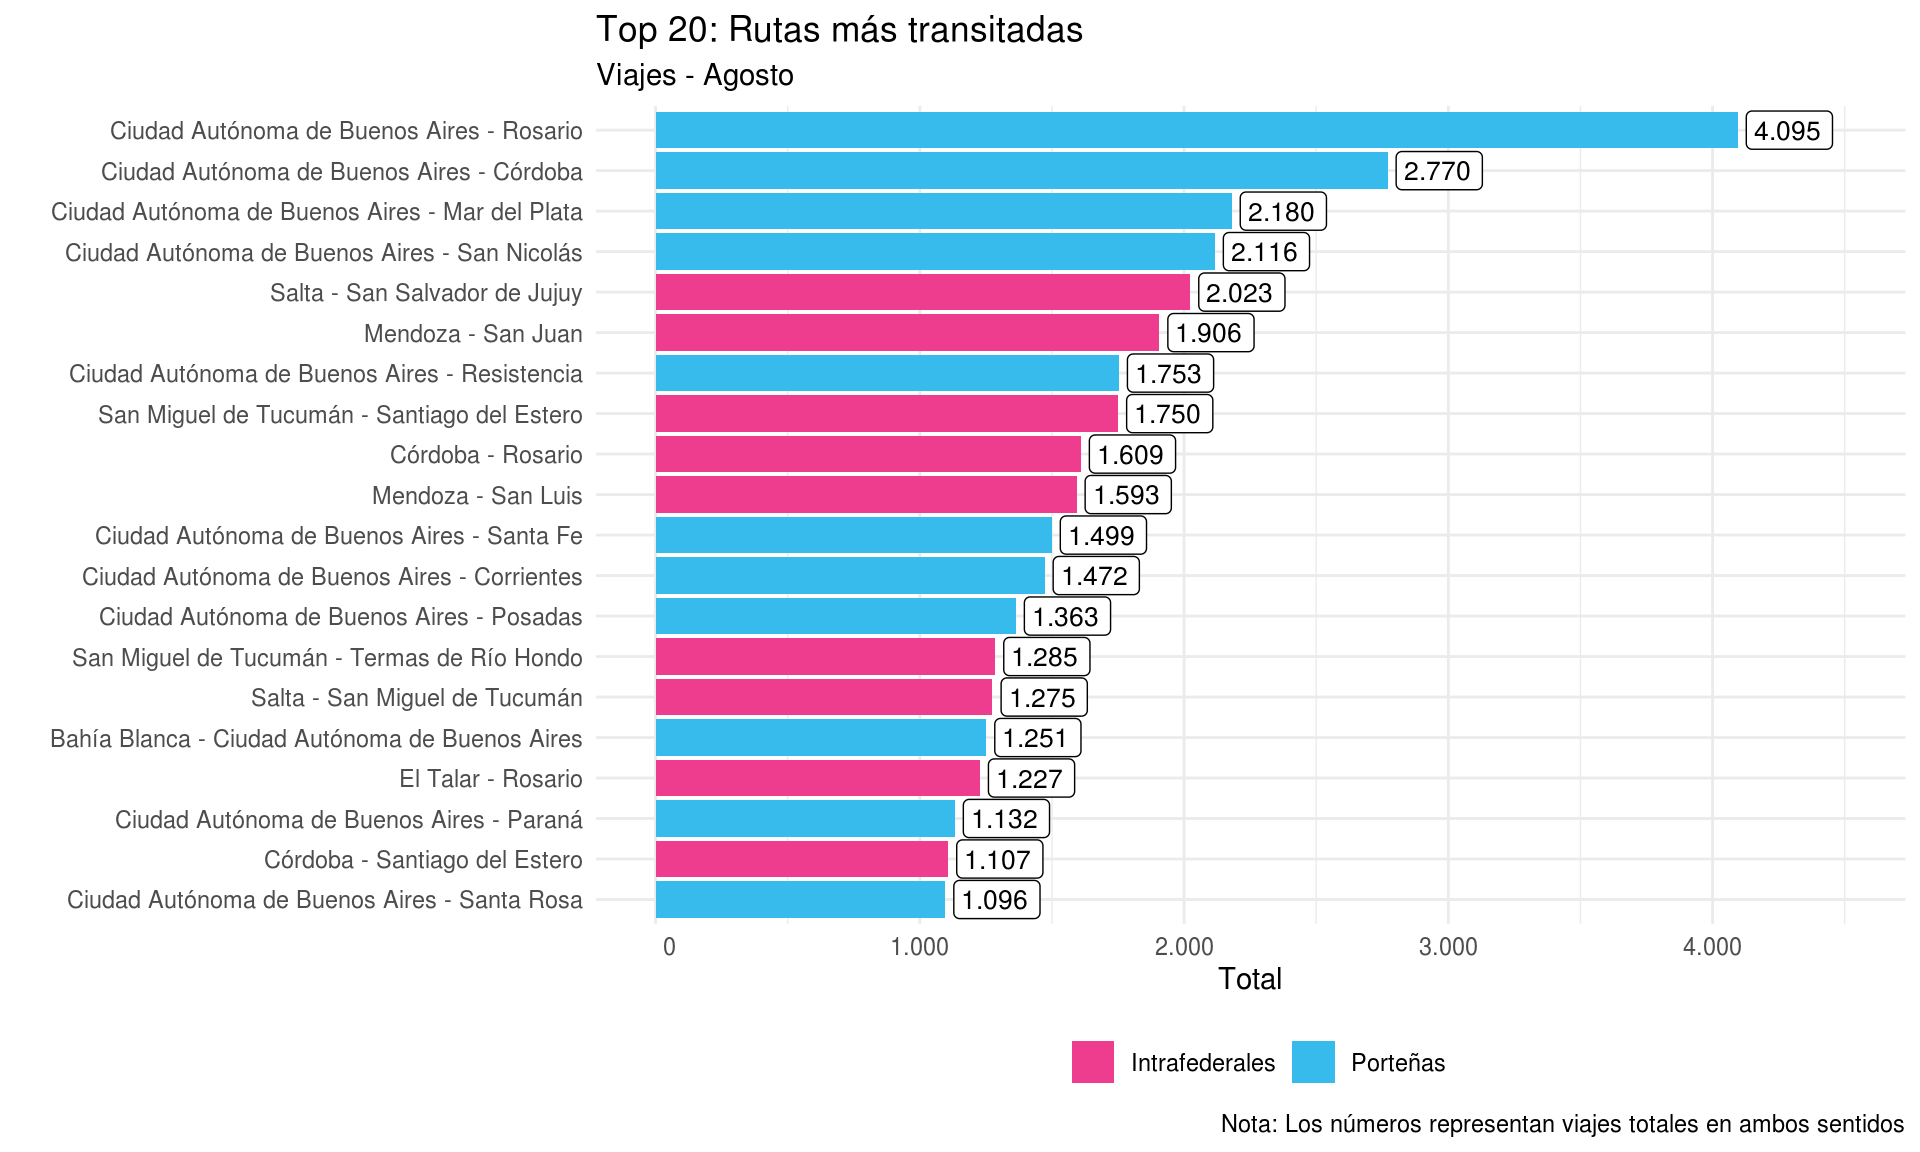 Top 20: Rutas más transitadas
Viajes - Agosto
Ciudad Autónoma de Buenos Aires - Rosario 4.095
Ciudad Autónoma de Buenos Aires - Córdoba 2.770
Ciudad Autónoma de Buenos Aires - Mar del Plata 2.180
Ciudad Autónoma de Buenos Aires - San Nicolás 2.116
Salta - San Salvador de Jujuy 2.023
Mendoza - San Juan 1.906
Ciudad Autónoma de Buenos Aires - Resistencia 1.753
San Miguel de Tucumán - Santiago del Estero 1.750
Córdoba - Rosario 1.609
Mendoza - San Luis 1.593
Ciudad Autónoma de Buenos Aires - Santa Fe 1.499
Ciudad Autónoma de Buenos Aires - Corrientes 1.472
Ciudad Autónoma de Buenos Aires - Posadas 1.363
San Miguel de Tucumán - Termas de Río Hondo 1.285
Salta - San Miguel de Tucumán 1.275
Bahía Blanca - Ciudad Autónoma de Buenos Aires 1.251
El Talar - Rosario 1.227
Ciudad Autónoma de Buenos Aires - Paraná 1.132
Córdoba - Santiago del Estero 1.107
Ciudad Autónoma de Buenos Aires - Santa Rosa 1.096
0 1.000 2.000 3.000 4.000
Total
Intrafederales Porteñas
Nota: Los números representan viajes totales en ambos sentidos